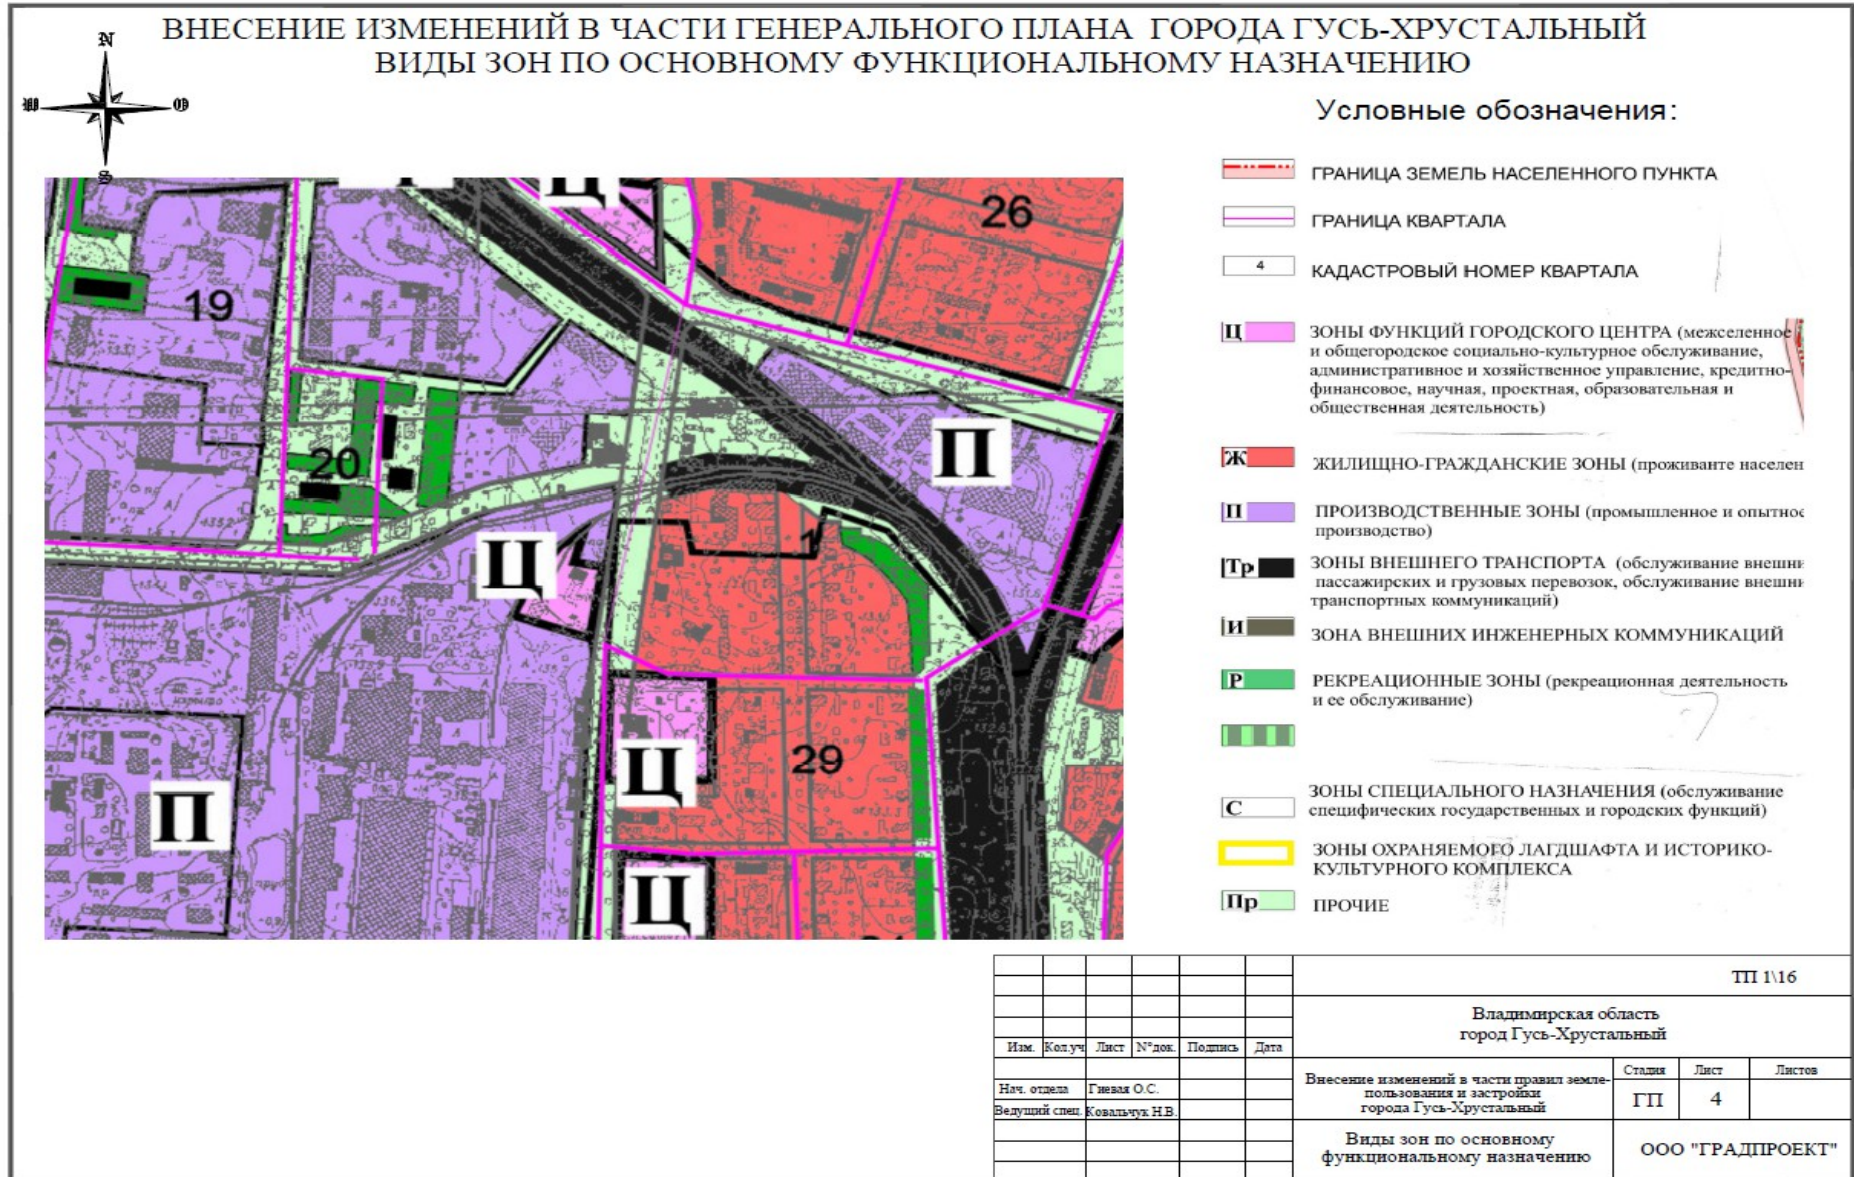 ВНЕСЕНИЕ ИЗМЕНЕНИЙ В ЧАСТИ ГЕНЕРАЛЬНОГО ПЛАНА ГОРОДА ГУСЬ-ХРУСТАЛЬНЫЙ
ВИДЫ ЗОН ПО ОСНОВНОМУ ФУНКЦИОНАЛЬНОМУ НАЗНАЧЕНИЮ
N
W
O
S
Ц
26
19
20
П
Ц
1
29
Ц
П
Ц
Условные обозначения:
ГРАНИЦА ЗЕМЕЛЬ НАСЕЛЕННОГО ПУНКТА
ГРАНИЦА КВАРТАЛА
4 КАДАСТРОВЫЙ НОМЕР КВАРТАЛА
Ц ЗОНЫ ФУНКЦИЙ ГОРОДСКОГО ЦЕНТРА (межселенное
и общегородское социально-культурное обслуживание,
административное и хозяйственное управление, кредитно-
финансовое, научная, проектная, образовательная и
общественная деятельность)
Ж ЖИЛИЩНО-ГРАЖДАНСКИЕ ЗОНЫ (проживанте населен
П ПРОИЗВОДСТВЕННЫЕ ЗОНЫ (промышленное и опытное
производство)
Тр ЗОНЫ ВНЕШНЕГО ТРАНСПОРТА (обслуживание внешни
пассажирских и грузовых перевозок, обслуживание внешни
транспортных коммуникаций)
И ЗОНА ВНЕШНИХ ИНЖЕНЕРНЫХ КОММУНИКАЦИЙ
Р РЕКРЕАЦИОННЫЕ ЗОНЫ (рекреационная деятельность
и ее обслуживание)
С ЗОНЫ СПЕЦИАЛЬНОГО НАЗНАЧЕНИЯ (обслуживание
специфических государственных и городских функций)
ЗОНЫ ОХРАНЯЕМОГО ЛАГДШАФТА И ИСТОРИКО-
КУЛЬТУРНОГО КОМПЛЕКСА
Пр ПРОЧИЕ
ТП 1\16
Владимирская область
город Гусь-Хрустальный
Изм. Кол.уч Лист N°док. Подпись Дата
Нач. отдела Гневая О.С.
Ведущий спец. Ковальчук Н.В.
Внесение изменений в части правил земле-
пользования и застройки
города Гусь-Хрустальный
Стадия Лист Листов
ГП 4
Виды зон по основному
функциональному назначению
ООО "ГРАДПРОЕКТ"